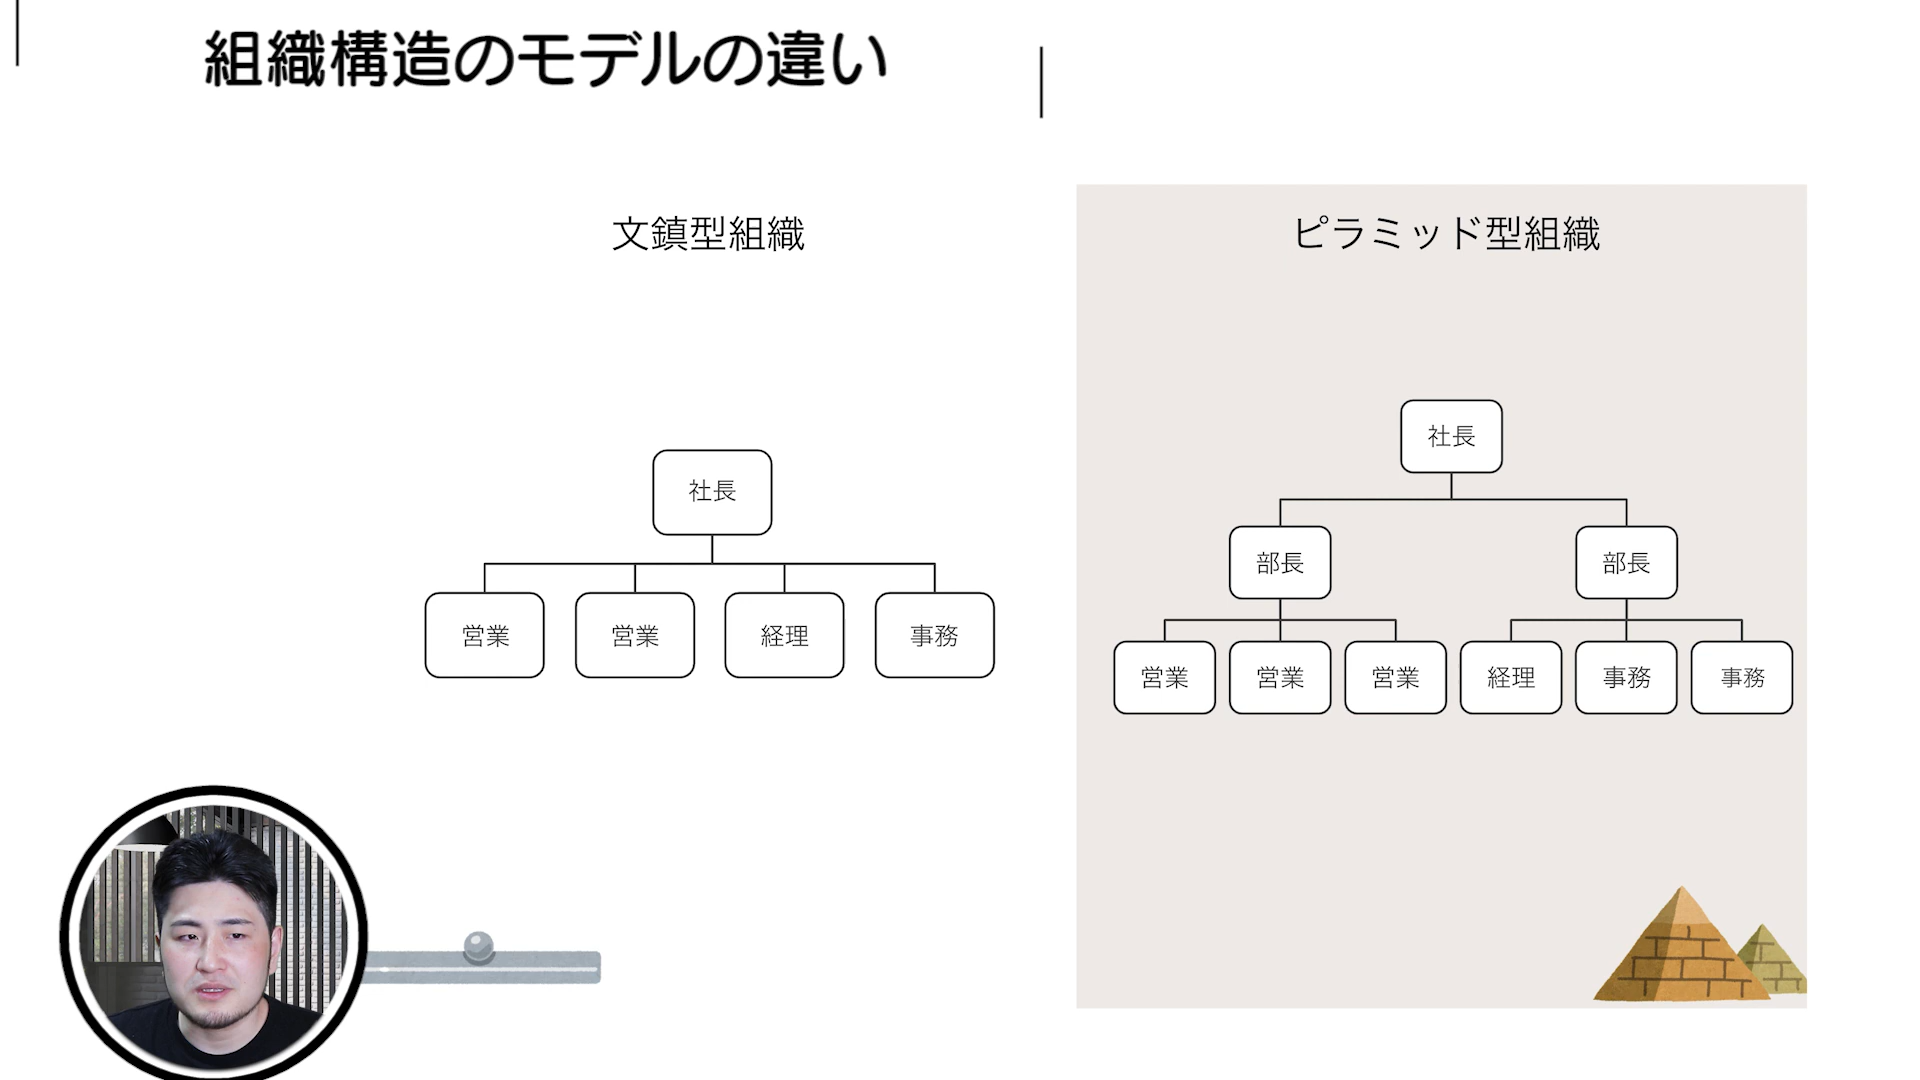 組織構造のモデルの違い
文鎮型組織
社長
営業
営業
経理
事務
ピラミッド型組織
社長
部長
部長
営業
営業
営業
経理
事務
事務